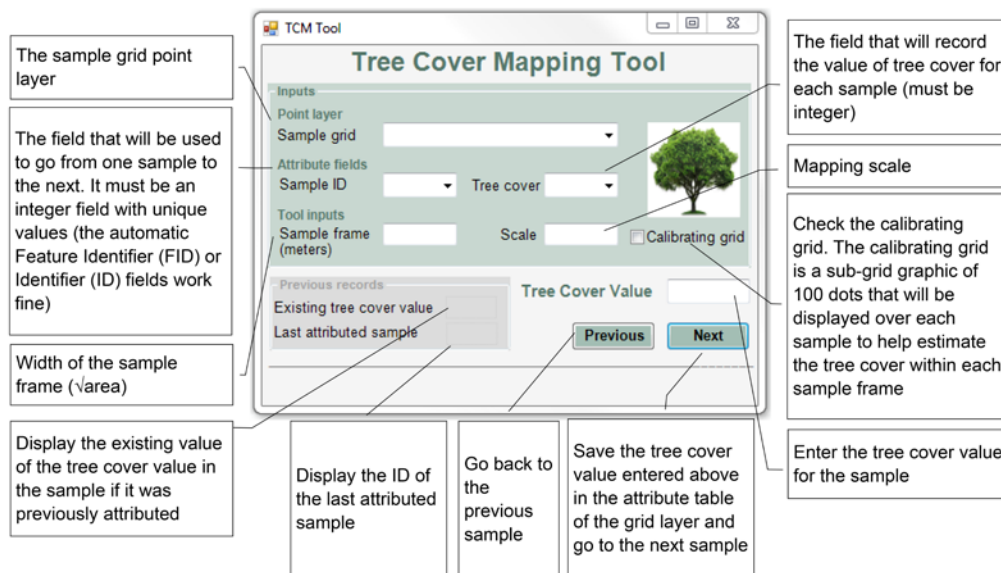 TCM Tool
Tree Cover Mapping Tool
Inputs
Point layer
Sample grid
Attribute fields
Sample ID
Tree cover
Tool inputs
Sample frame
(meters)
Scale
Calibrating grid
Previous records
Existing tree cover value
Last attributed sample
Tree Cover Value
Previous
Next
The sample grid point
layer
The field that will be used
to go from one sample to
the next. It must be an
integer field with unique
values (the automatic
Feature Identifier (FID) or
Identifier (ID) fields work
fine)
Width of the sample
frame (√area)
Display the existing value
of the tree cover value in
the sample if it was
previously attributed
Display the ID of
the last attributed
sample
Go back to
the
previous
sample
Save the tree cover
value entered above
in the attribute table
of the grid layer and
go to the next sample
The field that will record
the value of tree cover for
each sample (must be
integer)
Mapping scale
Check the calibrating
grid. The calibrating grid
is a sub-grid graphic of
100 dots that will be
displayed over each
sample to help estimate
the tree cover within each
sample frame
Enter the tree cover value
for the sample